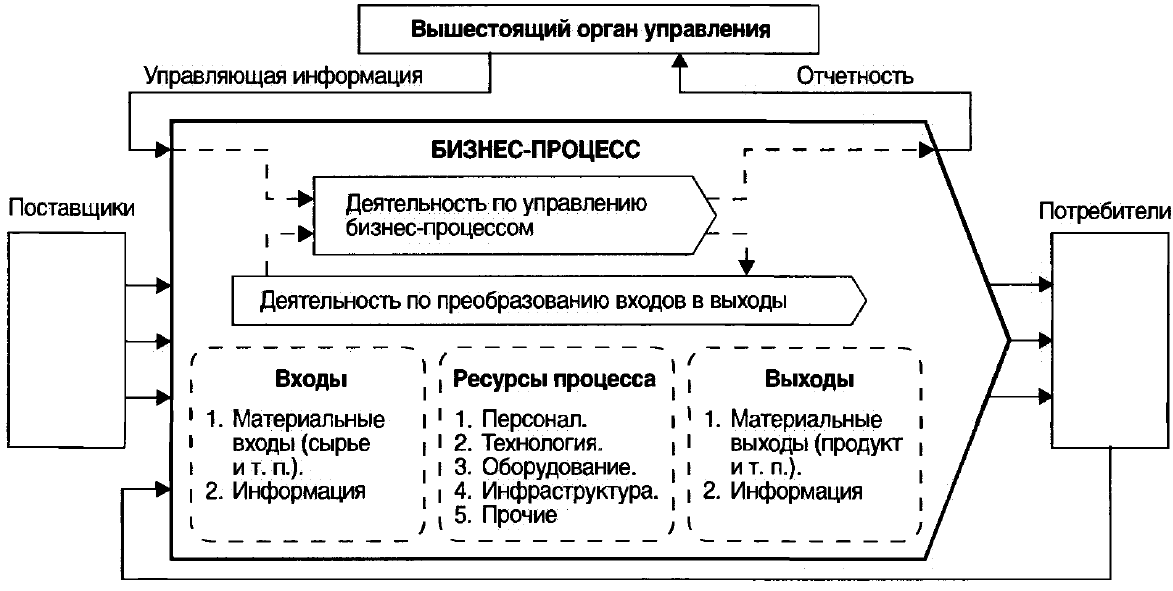 Вышестоящий орган управления
Управляющая информация
Отчетность
БИЗНЕС-ПРОЦЕСС
Поставщики
Деятельность по управлению
бизнес-процессом
Потребители
Деятельность по преобразованию входов в выходы
Входы
1. Материальные
входы (сырье
и т. п.).
2. Информация
Ресурсы процесса
1. Персонал.
2. Технология.
3. Оборудование.
4. Инфраструктура.
5. Прочие
Выходы
1. Материальные
выходы (продукт
и т. п.).
2. Информация